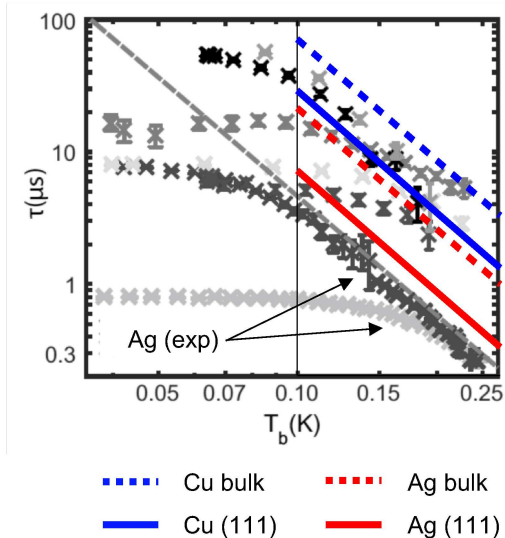 100
10
1
0.3
τ(μs)
Ag (exp)
0.05 0.07 0.10 0.15 0.25
T_b(K)
Cu bulk Ag bulk
Cu (111) Ag (111)